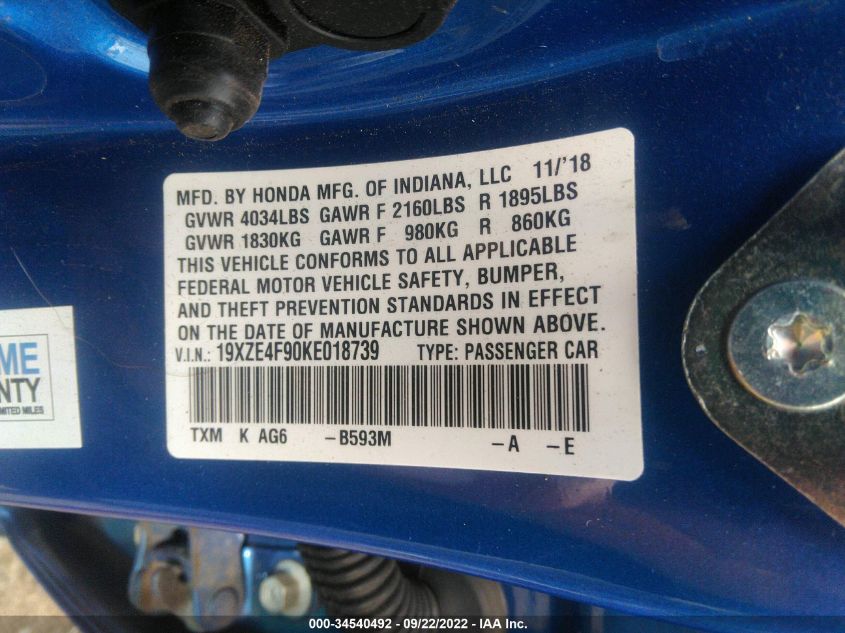 MFD. BY HONDA MFG. OF INDIANA, LLC 11/'18
GVWR 4034LBS GAWR F 2160LBS R 1895LBS
GVWR 1830KG GAWR F 980KG R 860KG
THIS VEHICLE CONFORMS TO ALL APPLICABLE
FEDERAL MOTOR VEHICLE SAFETY, BUMPER,
AND THEFT PREVENTION STANDARDS IN EFFECT
ON THE DATE OF MANUFACTURE SHOWN ABOVE.
V.I.N.: 19XZE4F90KE018739 TYPE: PASSENGER CAR
TXM K AG6 -B593M -A -E
ME
NTY
LIMITED MILES
000-34540492 - 09/22/2022 - IAA Inc.